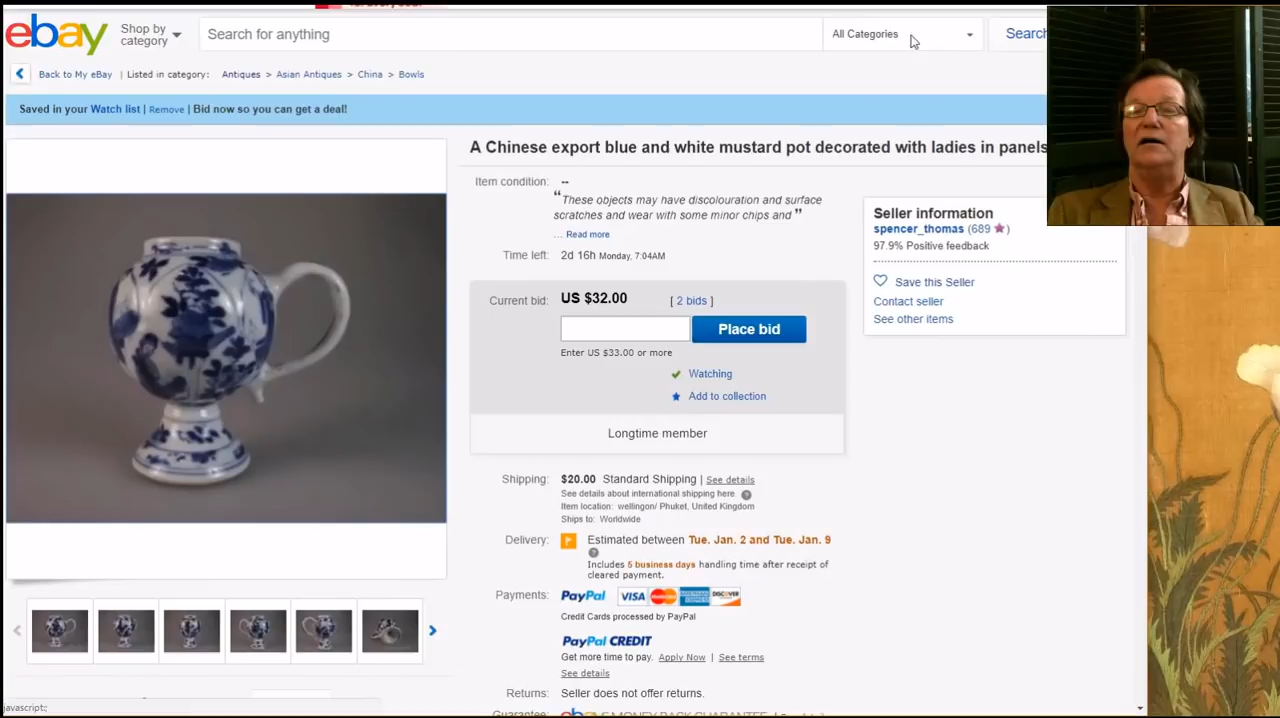 ebay
Shop by category
Search for anything
All Categories
Search
Back to My eBay | Listed in category: Antiques > Asian Antiques > China > Bowls
Saved in your Watch list | Remove | Bid now so you can get a deal!
A Chinese export blue and white mustard pot decorated with ladies in panels
Item condition: --
“These objects may have discolouration and surface
scratches and wear with some minor chips and ”
... Read more
Time left: 2d 16h Monday, 7:04AM
Current bid: US $32.00 [ 2 bids ]
Place bid
Enter US $33.00 or more
Watching
Add to collection
Longtime member
Seller information
spencer_thomas (689 )
97.9% Positive feedback
Save this Seller
Contact seller
See other items
Shipping: $20.00 Standard Shipping | See details
See details about international shipping here ?
Item location: wellingon/ Phuket, United Kingdom
Ships to: Worldwide
Delivery: Estimated between Tue. Jan. 2 and Tue. Jan. 9
?
Includes 5 business days handling time after receipt of
cleared payment.
Payments: PayPal VISA MasterCard AMERICAN EXPRESS DISCOVER
Credit Cards processed by PayPal
PayPal CREDIT
Get more time to pay. Apply Now | See terms
See details
Returns: Seller does not offer returns.
javascript:;